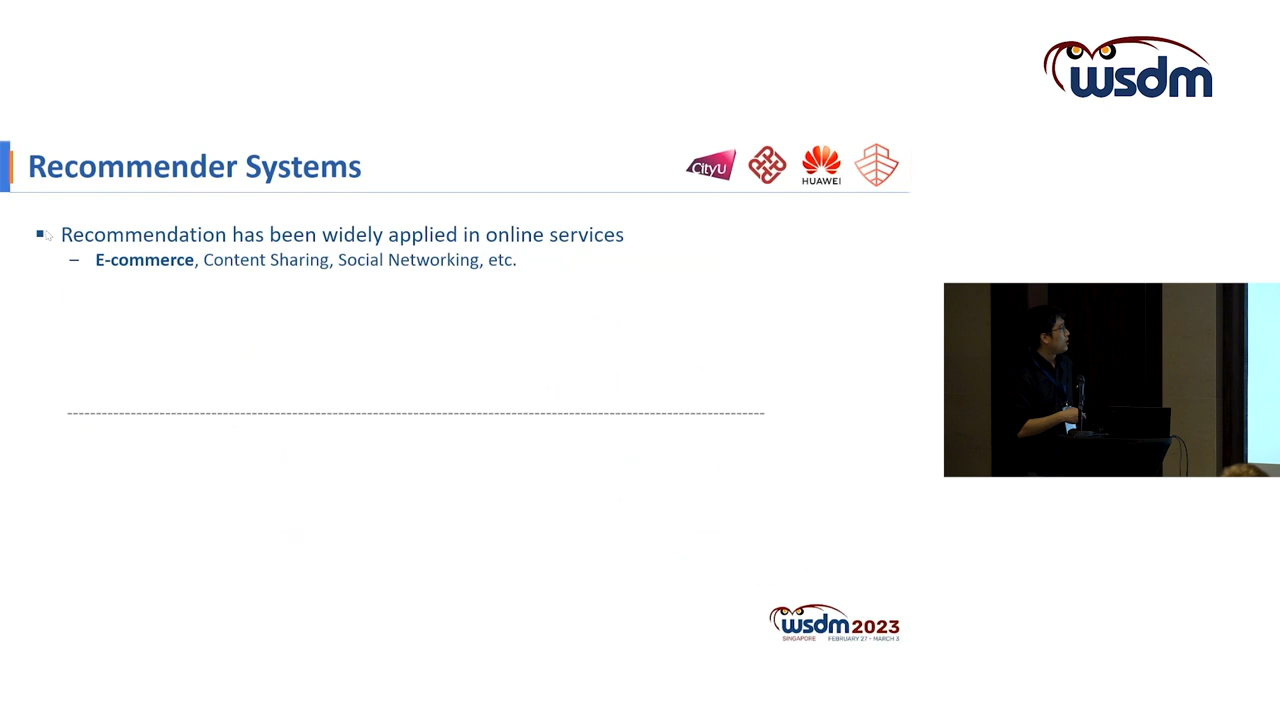 wsdm
Recommender Systems
CityU
HUAWEI
Recommendation has been widely applied in online services
– E-commerce, Content Sharing, Social Networking, etc.
wsdm2023
SINGAPORE FEBRUARY 27 - MARCH 3